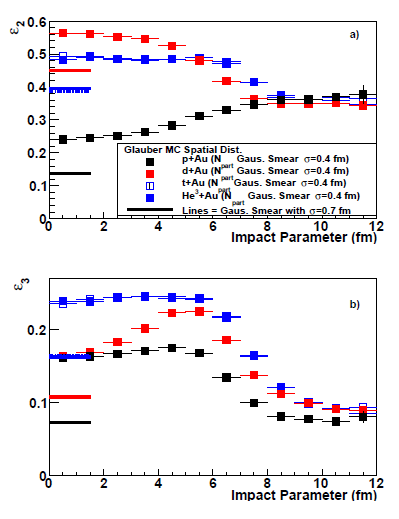 ε2
0.6
a)
0.5
0.4
0.3
0.2
Glauber MC Spatial Dist.
p+Au (Npart Gaus. Smear σ=0.4 fm)
d+Au (Npart Gaus. Smear σ=0.4 fm)
t+Au (Npart Gaus. Smear σ=0.4 fm)
He3+Au (Npart Gaus. Smear σ=0.4 fm)
Lines = Gaus. Smear with σ=0.7 fm
0.1
0
0 2 4 6 8 10 12
Impact Parameter (fm)
ε3
b)
0.2
0.1
0
0 2 4 6 8 10 12
Impact Parameter (fm)